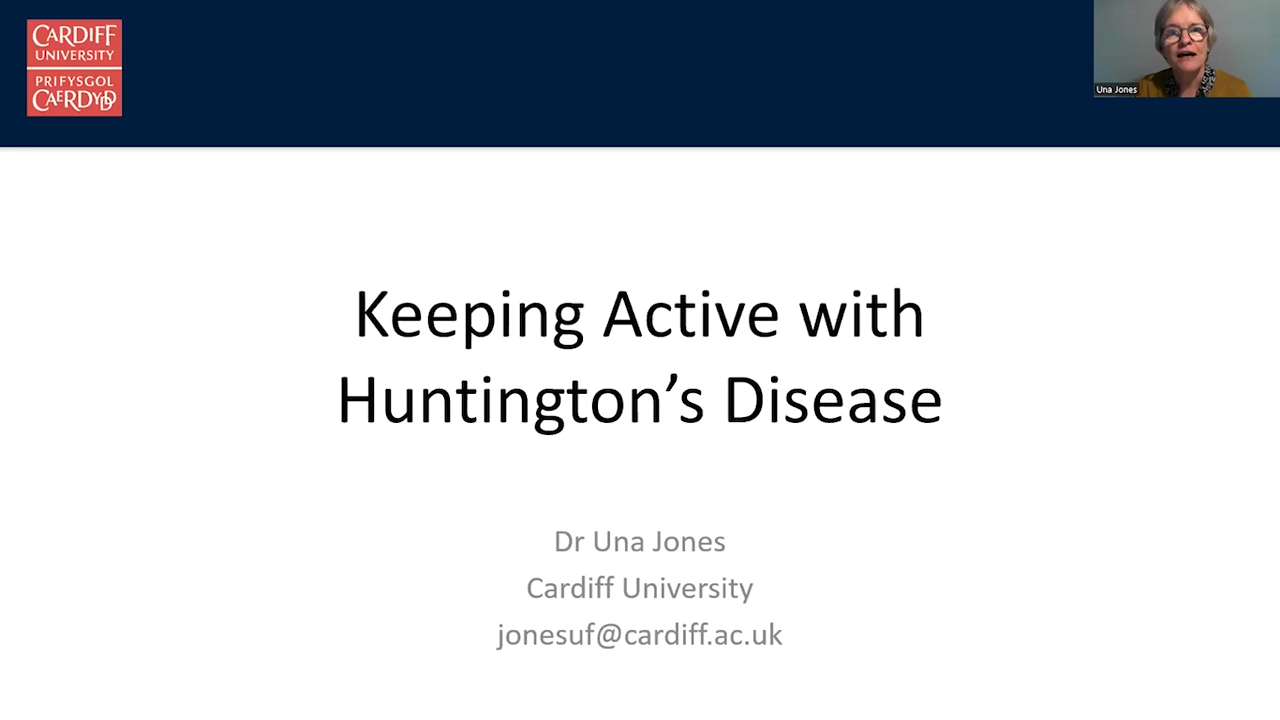 CARDIFF
UNIVERSITY
PRIFYSGOL
CAERDYDD
Una Jones
Keeping Active with
Huntington’s Disease
Dr Una Jones
Cardiff University
jonesuf@cardiff.ac.uk